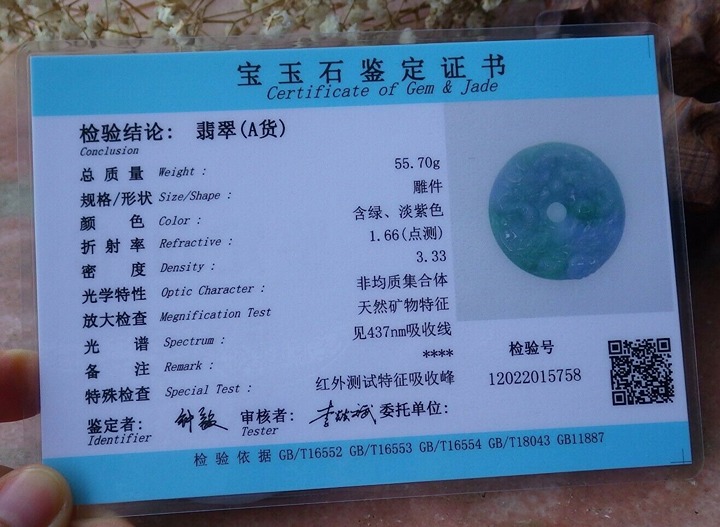 宝玉石鉴定证书
Certificate of Gem & Jade
检验结论: 翡翠(A货)
Conclusion
总质量 Weight : 55.70g
规格/形状 Size/Shape : 雕件
颜色 Color : 含绿、淡紫色
折射率 Refractive : 1.66(点测)
密度 Density : 3.33
光学特性 Optic Character : 非均质集合体
放大检查 Megnification Test 天然矿物特征
光谱 Spectrum : 见437nm吸收线
备注 Remark : ****
特殊检查 Special Test : 红外测试特征吸收峰
检验号
12022015758
鉴定者: 审核者: 委托单位:
Identifier Tester
检验依据 GB/T16552 GB/T16553 GB/T16554 GB/T18043 GB11887